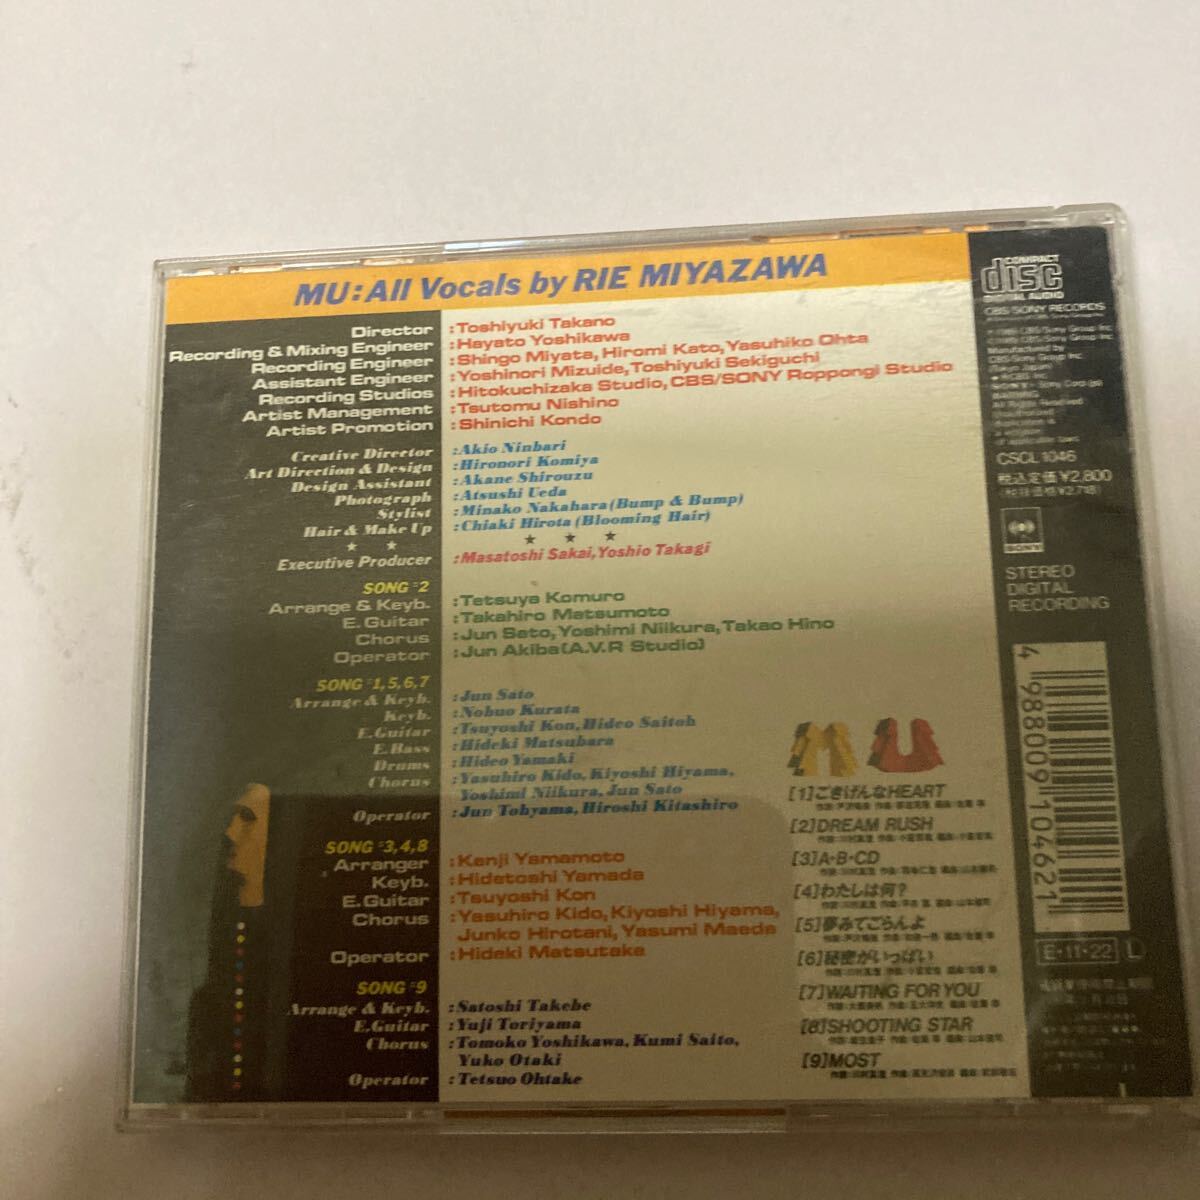 MU:All Vocals by RIE MIYAZAWA
Director :Toshiyuki Takano
Recording & Mixing Engineer :Hayato Yoshikawa
Recording Engineer :Shingo Miyata, Hiromi Kato, Yasuhiko Ohta
Assistant Engineer :Yoshinori Mizuide, Toshiyuki Sekiguchi
Recording Studios :Hitokuchizaka Studio, CBS/SONY Roppongi Studio
Artist Management :Tsutomu Nishino
Artist Promotion :Shinichi Kondo
Creative Director :Akio Ninbari
Art Direction & Design :Hironori Komiya
Design Assistant :Akane Shirouzu
Photograph :Atsushi Ueda
Stylist :Minako Nakahara (Bump & Bump)
Hair & Make Up :Chiaki Hirota (Blooming Hair)
★ ★ ★ ★ ★
Executive Producer :Masatoshi Sakai, Yoshio Takagi
SONG #2
Arrange & Keyb. :Tetsuya Komuro
E. Guitar :Takahiro Matsumoto
Chorus :Jun Sato, Yoshimi Niikura, Takao Hino
Operator :Jun Akiba (A.V.R Studio)
SONG #1,5,6,7
Arrange & Keyb. :Jun Sato
Keyb. :Nobuo Kurata
E.Guitar :Tsuyoshi Kon, Hideo Saitoh
E.Bass :Hideki Matsubara
Drums :Hideo Yamaki
Chorus :Yasuhiro Kido, Kiyoshi Hiyama,
Yoshimi Niikura, Jun Sato
Operator :Jun Tohyama, Hiroshi Kitashiro
SONG #3,4,8
Arranger :Kenji Yamamoto
Keyb. :Hidetoshi Yamada
E. Guitar :Tsuyoshi Kon
Chorus :Yasuhiro Kido, Kiyoshi Hiyama,
Junko Hirotani, Yasumi Maeda
Operator :Hideki Matsutake
SONG #9
Arrange & Keyb. :Satoshi Takebe
E.Guitar :Yuji Toriyama
Chorus :Tomoko Yoshikawa, Kumi Saito,
Yuko Otaki
Operator :Tetsuo Ohtake
MU
[1]ごきげんなHEART
[2]DREAM RUSH
[3]A・B・CD
[4]わたしは何?
[5]夢みてごらんよ
[6]秘密がいっぱい
[7]WAITING FOR YOU
[8]SHOOTING STAR
[9]MOST
COMPACT
disc
DIGITAL AUDIO
CBS SONY RECORDS
CSCL 1046
税込定価¥2,800
(税抜価格¥2,718)
SONY
STEREO
DIGITAL
RECORDING
4 988009 104621
E・11・22 L